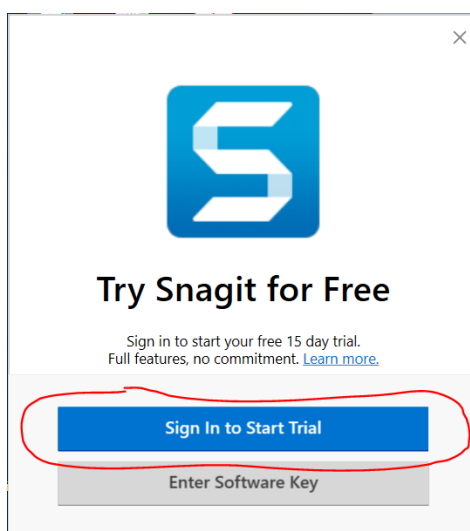 Try Snagit for Free
Sign in to start your free 15 day trial.
Full features, no commitment. Learn more.
Sign In to Start Trial
Enter Software Key